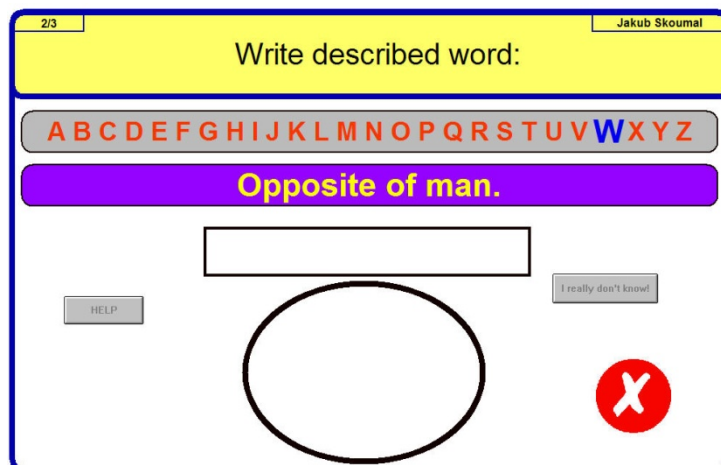 2/3
Jakub Skoumal
Write described word:
A B C D E F G H I J K L M N O P Q R S T U V W X Y Z
Opposite of man.
I really don't know!
HELP
X